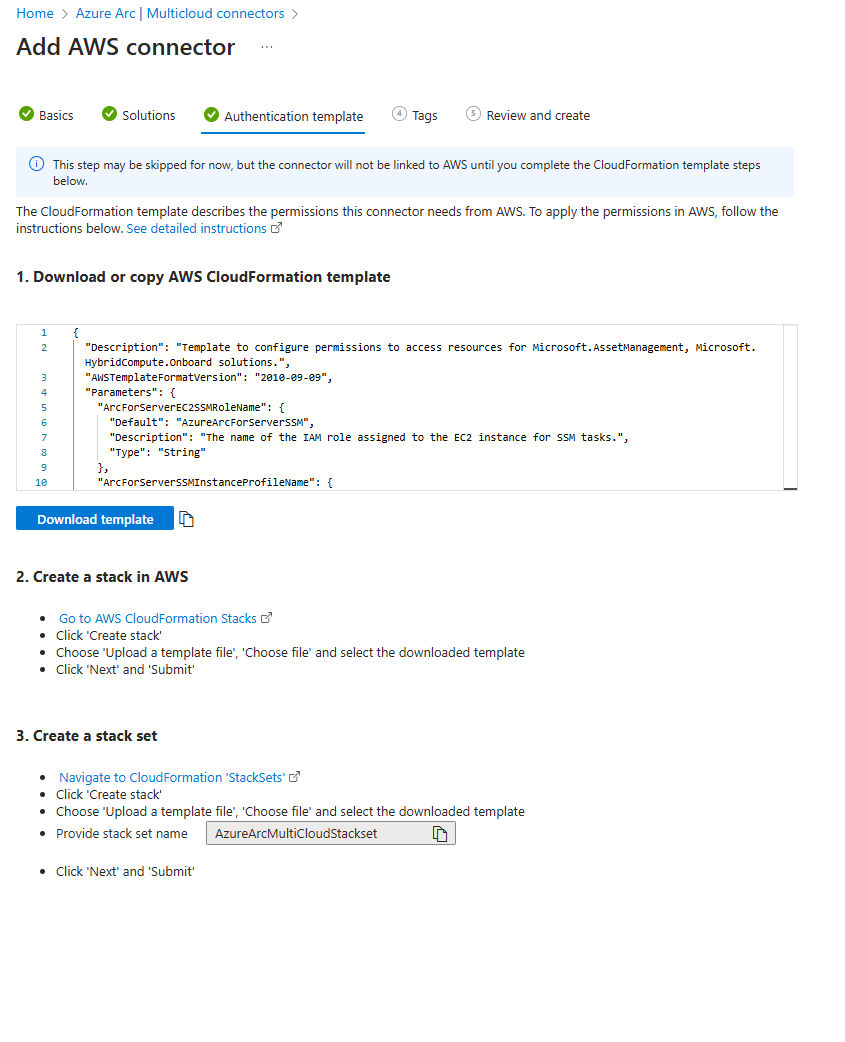 Home > Azure Arc | Multicloud connectors >
Add AWS connector ...
Basics Solutions Authentication template 4 Tags 5 Review and create
This step may be skipped for now, but the connector will not be linked to AWS until you complete the CloudFormation template steps
below.
The CloudFormation template describes the permissions this connector needs from AWS. To apply the permissions in AWS, follow the
instructions below. See detailed instructions
1. Download or copy AWS CloudFormation template
1 {
2 "Description": "Template to configure permissions to access resources for Microsoft.AssetManagement, Microsoft.
HybridCompute.Onboard solutions.",
3 "AWSTemplateFormatVersion": "2010-09-09",
4 "Parameters": {
5 "ArcForServerEC2SSMRoleName": {
6 "Default": "AzureArcForServerSSM",
7 "Description": "The name of the IAM role assigned to the EC2 instance for SSM tasks.",
8 "Type": "String"
9 },
10 "ArcForServerSSMInstanceProfileName": {
Download template
2. Create a stack in AWS
• Go to AWS CloudFormation Stacks
• Click 'Create stack'
• Choose 'Upload a template file', 'Choose file' and select the downloaded template
• Click 'Next' and 'Submit'
3. Create a stack set
• Navigate to CloudFormation 'StackSets'
• Click 'Create stack'
• Choose 'Upload a template file', 'Choose file' and select the downloaded template
• Provide stack set name AzureArcMultiCloudStackset
• Click 'Next' and 'Submit'